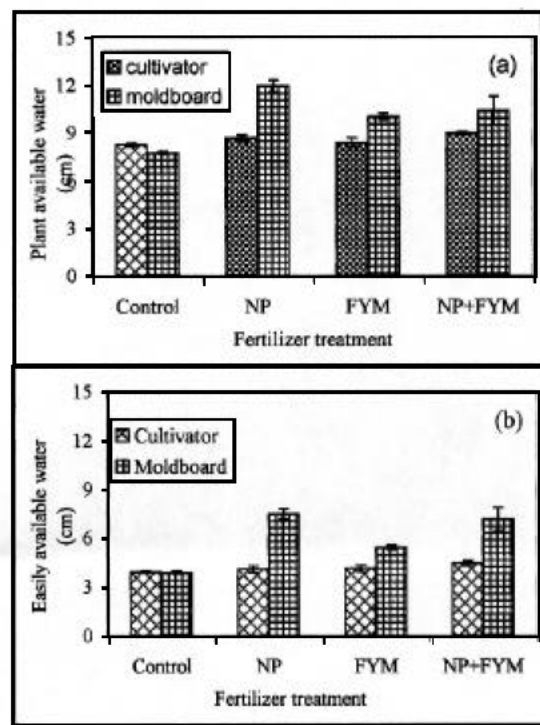 15
12
9
6
3
0
Plant available water
(cm)
cultivator
moldboard
(a)
Control NP FYM NP+FYM
Fertilizer treatment
15
12
9
6
3
0
Easily available water
(cm)
Cultivator
Moldboard
(b)
Control NP FYM NP+FYM
Fertilizer treatment